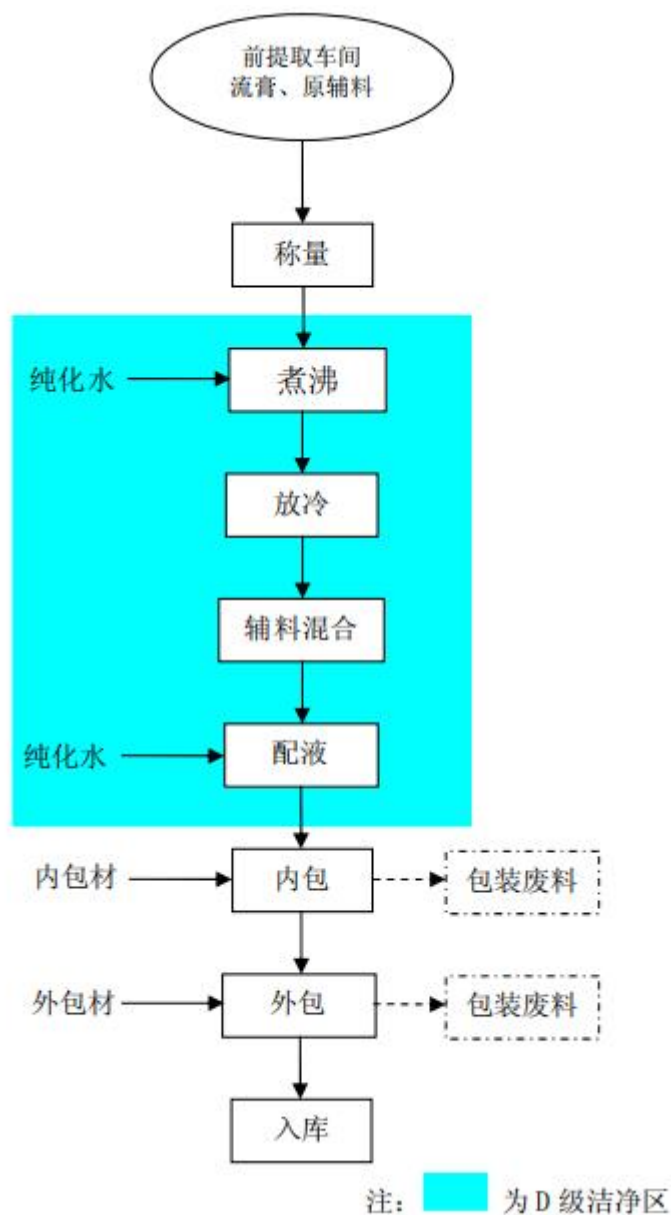 前提取车间
流膏、原辅料
称量
纯化水
煮沸
放冷
辅料混合
纯化水
配液
内包材
内包
包装废料
外包材
外包
包装废料
入库
注： 为 D 级洁净区